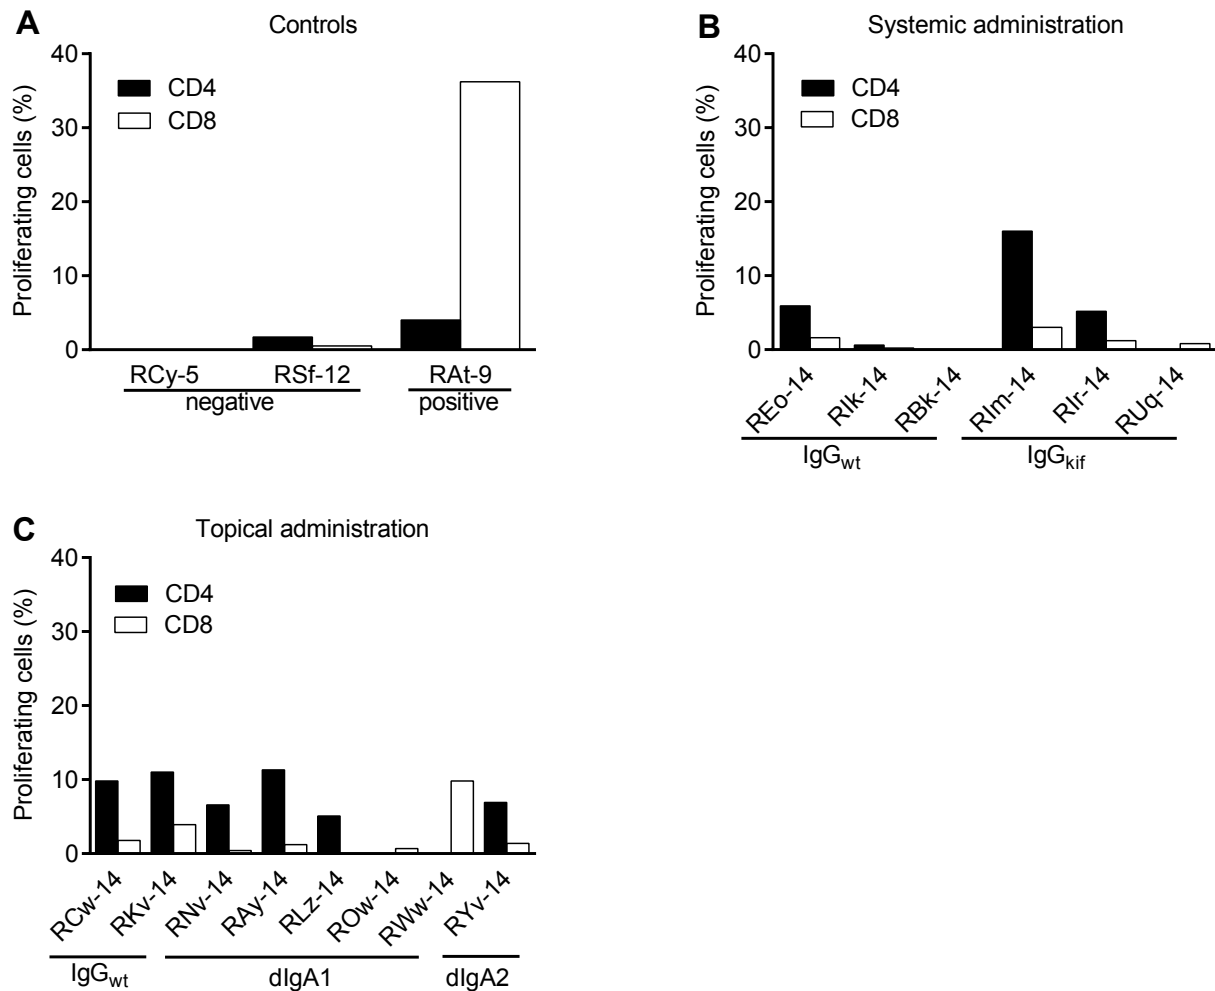 A
Controls
Proliferating cells (%)
40
30
20
10
0
CD4
CD8
RCy-5
RSf-12
RAt-9
negative
positive
B
Systemic administration
Proliferating cells (%)
40
30
20
10
0
CD4
CD8
REo-14
RIk-14
RBk-14
RIm-14
RIr-14
RUq-14
IgGwt
IgGkif
C
Topical administration
Proliferating cells (%)
40
30
20
10
0
CD4
CD8
RCw-14
RKv-14
RNv-14
RAy-14
RLz-14
ROw-14
RWw-14
RYv-14
IgGwt
dIgA1
dIgA2